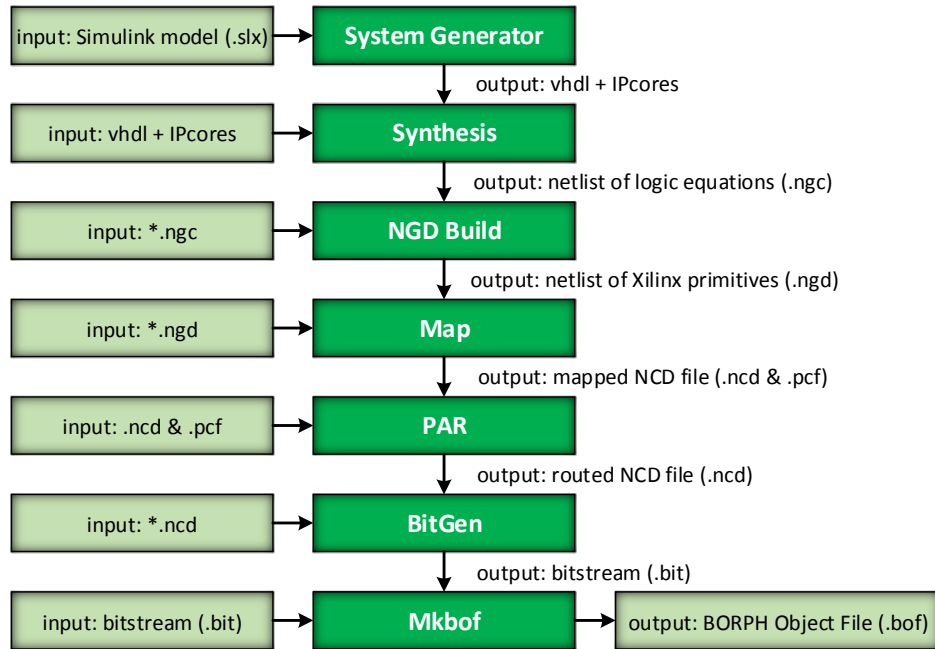 input: Simulink model (.slx)
System Generator
output: vhdl + IPcores
input: vhdl + IPcores
Synthesis
output: netlist of logic equations (.ngc)
input: *.ngc
NGD Build
output: netlist of Xilinx primitives (.ngd)
input: *.ngd
Map
output: mapped NCD file (.ncd & .pcf)
input: .ncd & .pcf
PAR
output: routed NCD file (.ncd)
input: *.ncd
BitGen
output: bitstream (.bit)
input: bitstream (.bit)
Mkbof
output: BORPH Object File (.bof)